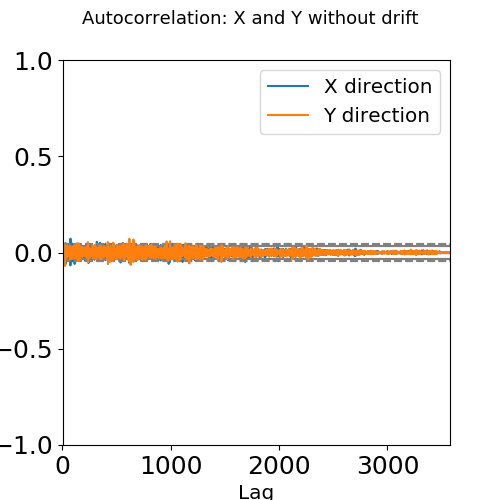 Autocorrelation: X and Y without drift
1.0
X direction
Y direction
0.5
0.0
−0.5
−1.0
0 1000 2000 3000
Lag